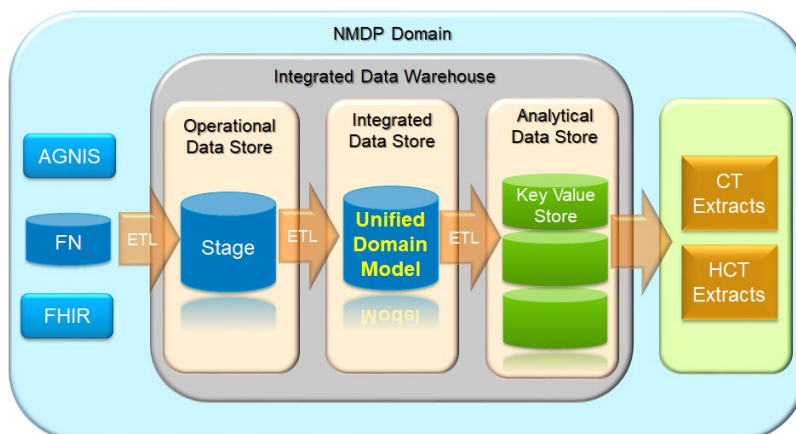 NMDP Domain
Integrated Data Warehouse
Operational
Data Store
Integrated
Data Store
Analytical
Data Store
AGNIS
FN
FHIR
ETL
Stage
ETL
Unified
Domain
Model
ETL
Key Value
Store
CT
Extracts
HCT
Extracts